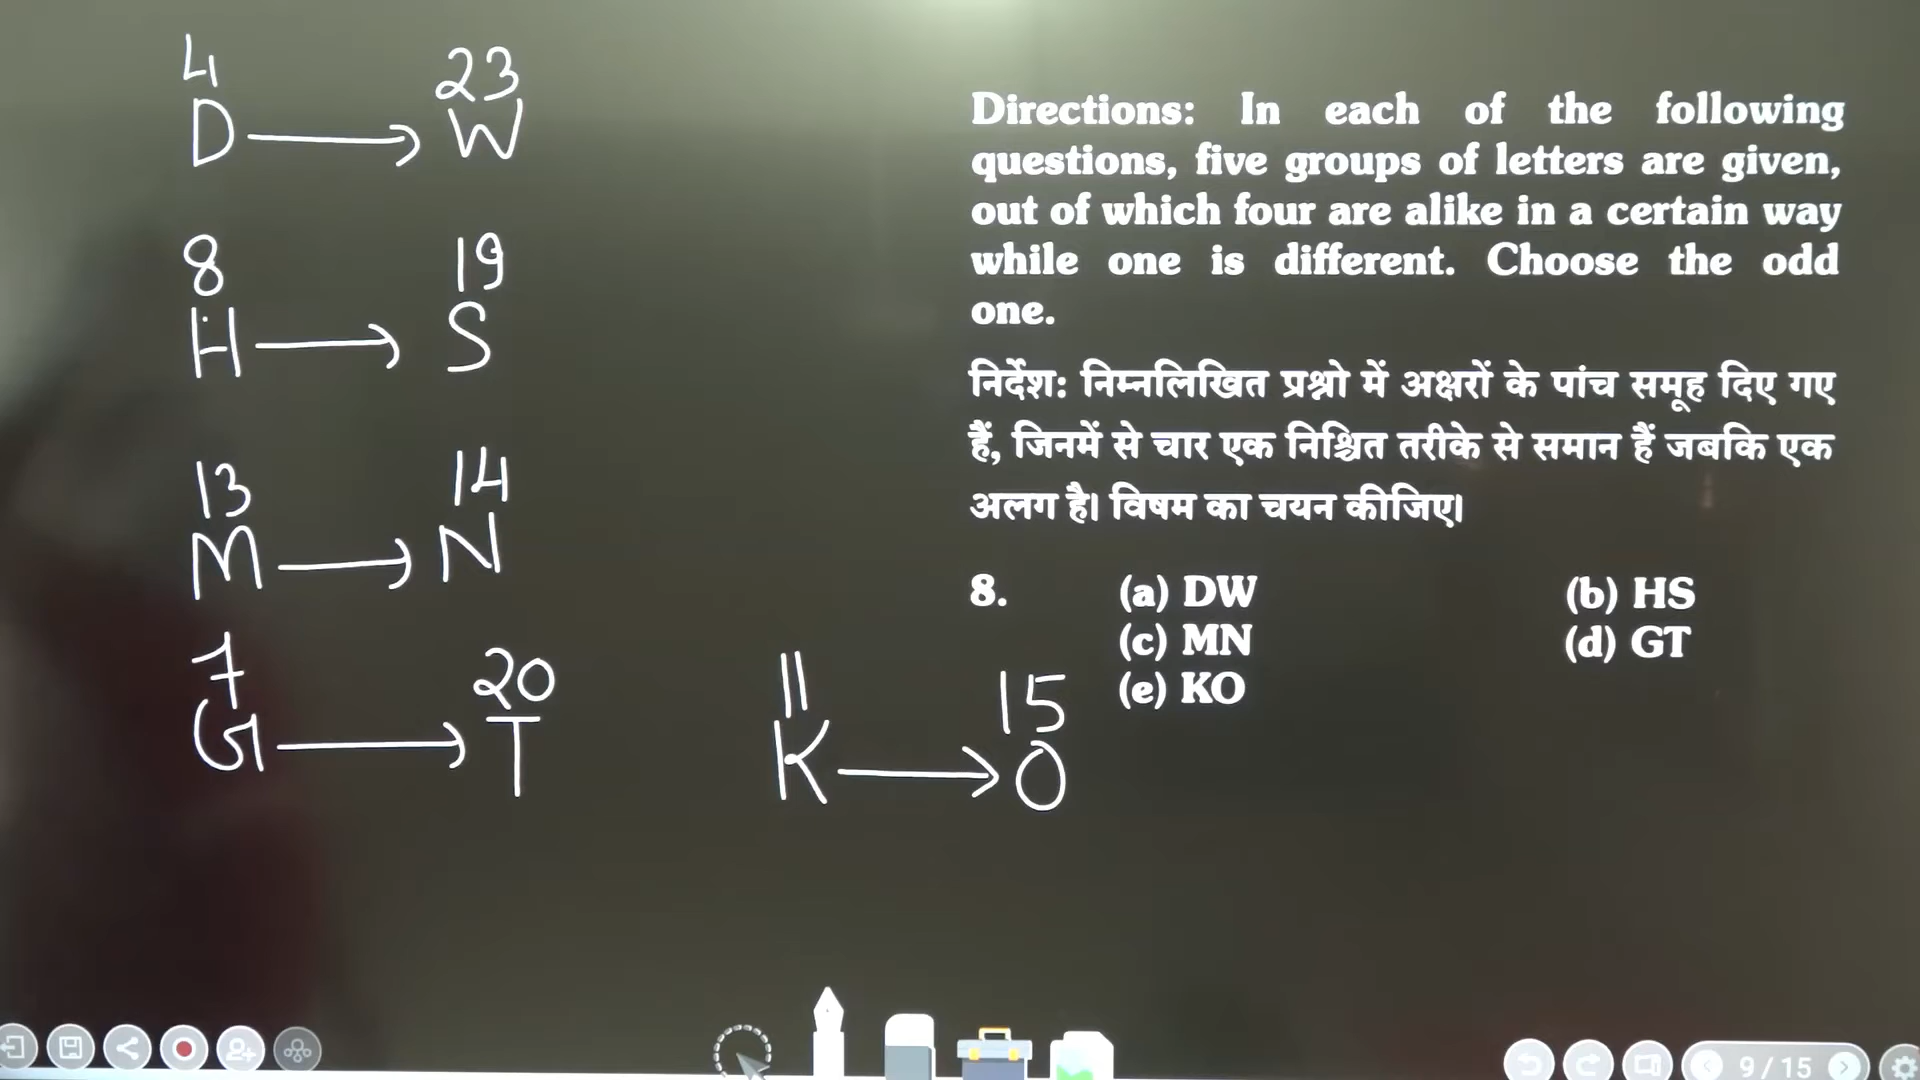 4 23
D → W
8 19
H → S
13 14
M → N
7 20
G → T
11 15
K → O
Directions: In each of the following
questions, five groups of letters are given,
out of which four are alike in a certain way
while one is different. Choose the odd
one.
निर्देश: निम्नलिखित प्रश्नो में अक्षरों के पांच समूह दिए गए
हैं, जिनमें से चार एक निश्चित तरीके से समान हैं जबकि एक
अलग है। विषम का चयन कीजिए।
8. (a) DW (b) HS
(c) MN (d) GT
(e) KO
9 / 15